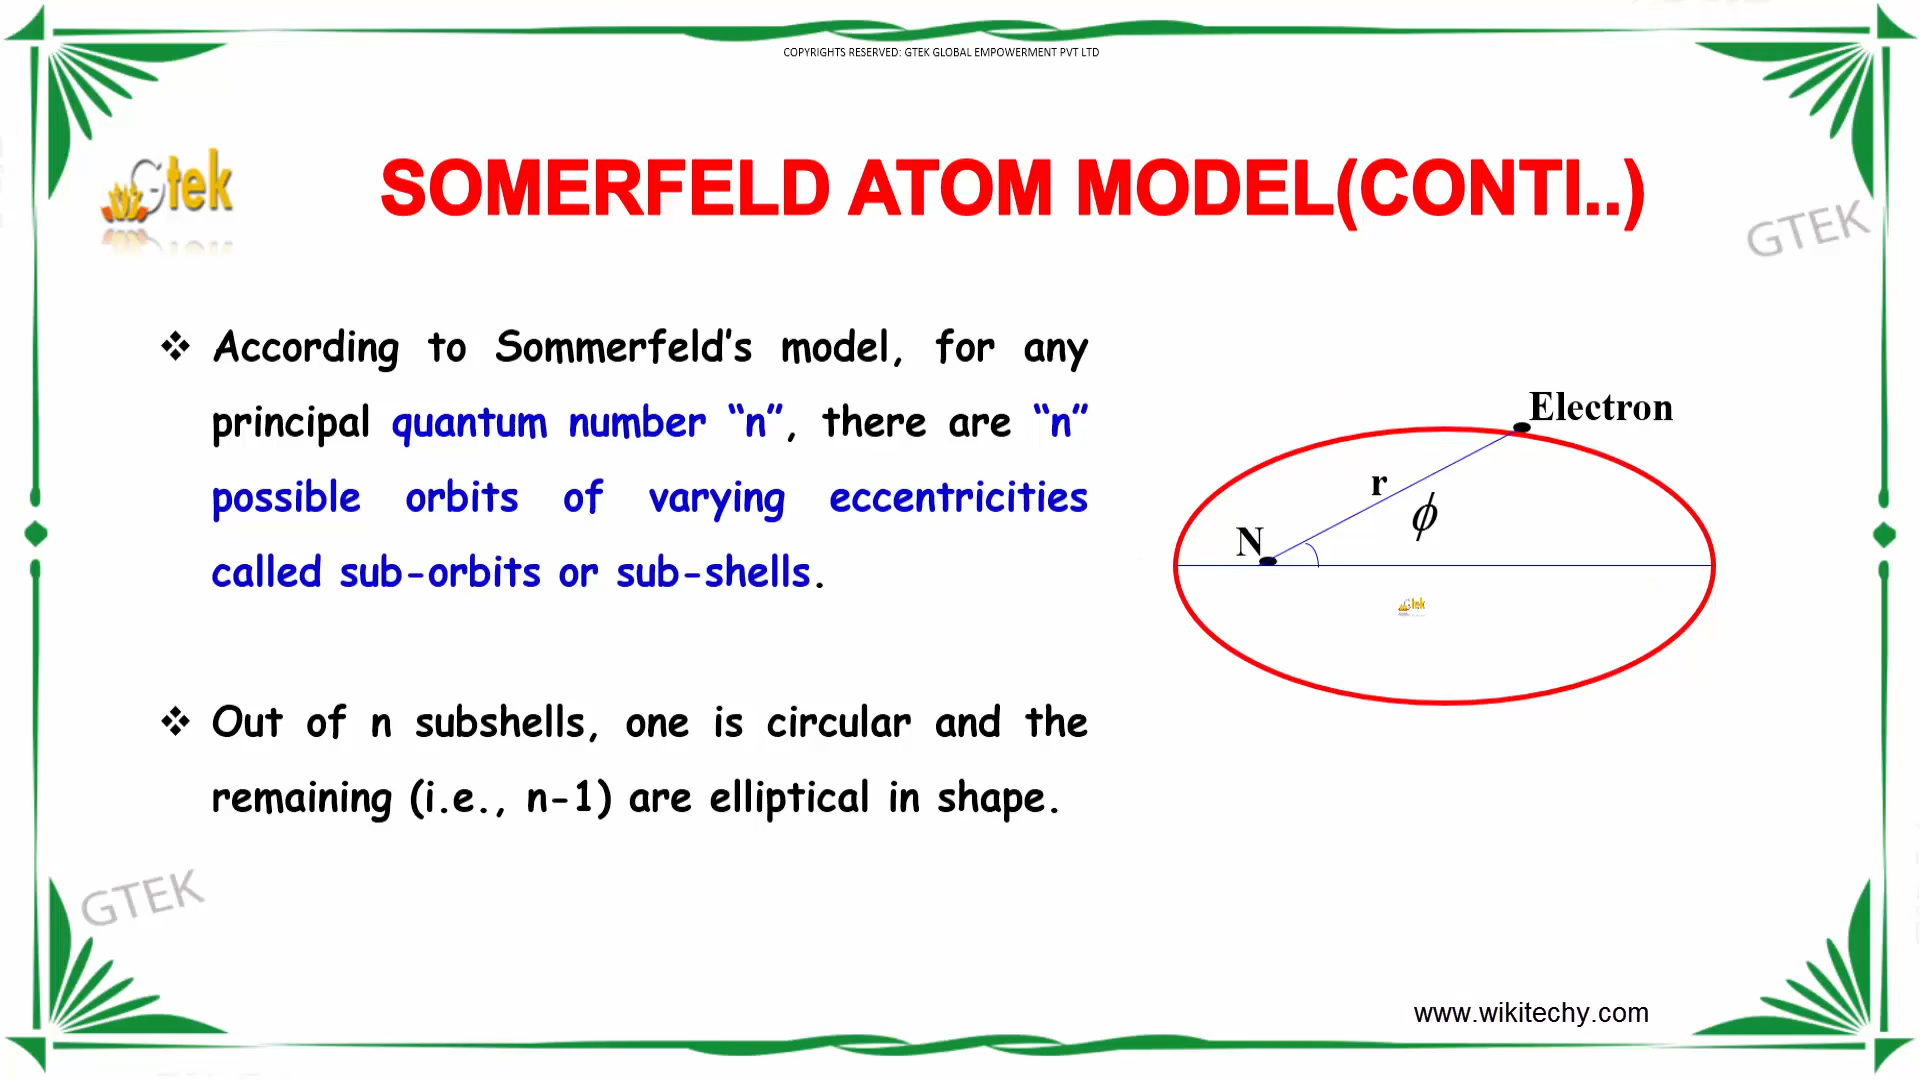 COPYRIGHTS RESERVED: GTEK GLOBAL EMPOWERMENT PVT LTD
Gtek
SOMERFELD ATOM MODEL(CONTI..)
GTEK
❖ According to Sommerfeld's model, for any
principal quantum number “n”, there are “n”
possible orbits of varying eccentricities
called sub-orbits or sub-shells.
❖ Out of n subshells, one is circular and the
remaining (i.e., n-1) are elliptical in shape.
Electron
r
ϕ
N
Gtek
GTEK
www.wikitechy.com